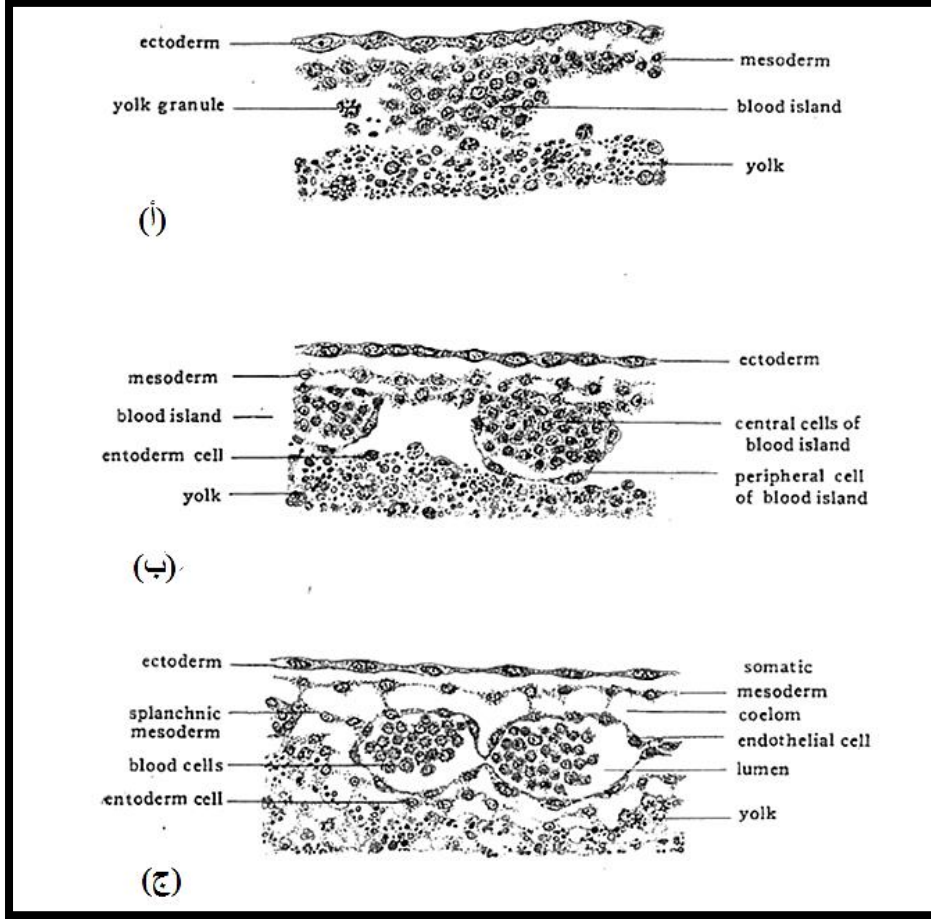 ectoderm
mesoderm
yolk granule
blood island
yolk
(أ)
ectoderm
mesoderm
blood island
central cells of
blood island
entoderm cell
peripheral cell
of blood island
yolk
(ب)
ectoderm
somatic
mesoderm
splanchnic
mesoderm
coelom
endothelial cell
blood cells
lumen
entoderm cell
yolk
(ج)